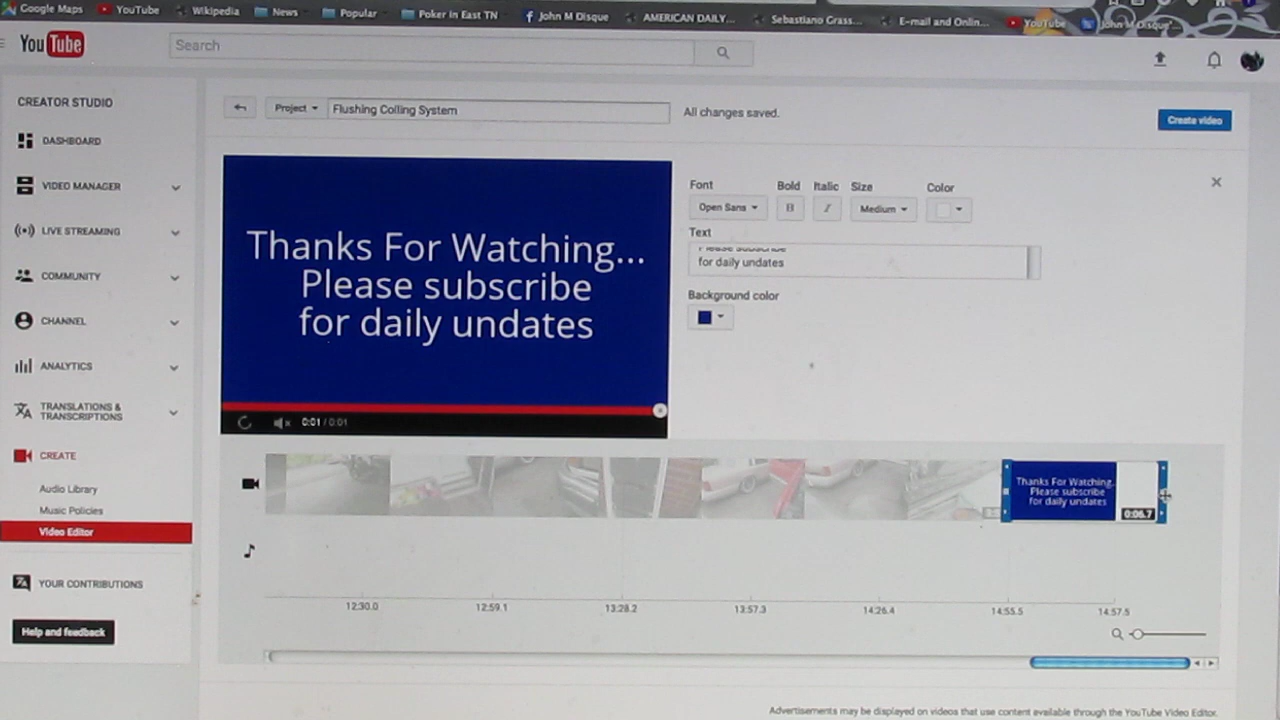 Google Maps YouTube Wikipedia News Popular Poker in East TN John M Disque AMERICAN DAILY... Sebastiano Grass... E-mail and Onlin... YouTube John M Disque'...
YouTube
Search
CREATOR STUDIO
Project
Flushing Colling System
All changes saved.
Create video
DASHBOARD
VIDEO MANAGER
LIVE STREAMING
COMMUNITY
CHANNEL
ANALYTICS
TRANSLATIONS &
TRANSCRIPTIONS
CREATE
Audio Library
Music Policies
Video Editor
YOUR CONTRIBUTIONS
Help and feedback
Thanks For Watching...
Please subscribe
for daily undates
0:01 / 0:01
Font Bold Italic Size Color
Open Sans B I Medium
Text
Please subscribe
for daily undates
Background color
Thanks For Watching...
Please subscribe
for daily undates
0:06.7
12:30.0 12:59.1 13:28.2 13:57.3 14:26.4 14:55.5 14:57.5
Advertisements may be displayed on videos that use content available through the YouTube Video Editor.